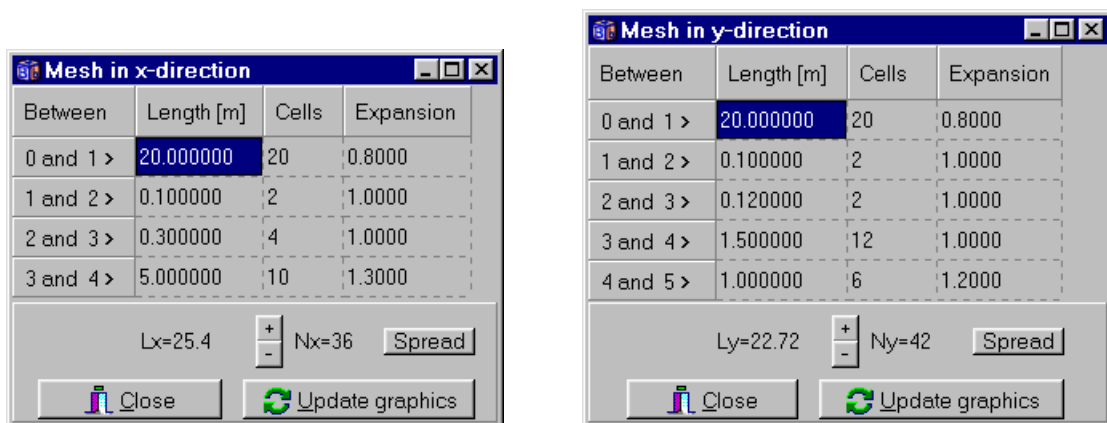 Mesh in x-direction
Between Length [m] Cells Expansion
0 and 1 > 20.000000 20 0.8000
1 and 2 > 0.100000 2 1.0000
2 and 3 > 0.300000 4 1.0000
3 and 4 > 5.000000 10 1.3000
Lx=25.4 + - Nx=36 Spread
Close Update graphics
Mesh in y-direction
Between Length [m] Cells Expansion
0 and 1 > 20.000000 20 0.8000
1 and 2 > 0.100000 2 1.0000
2 and 3 > 0.120000 2 1.0000
3 and 4 > 1.500000 12 1.0000
4 and 5 > 1.000000 6 1.2000
Ly=22.72 + - Ny=42 Spread
Close Update graphics